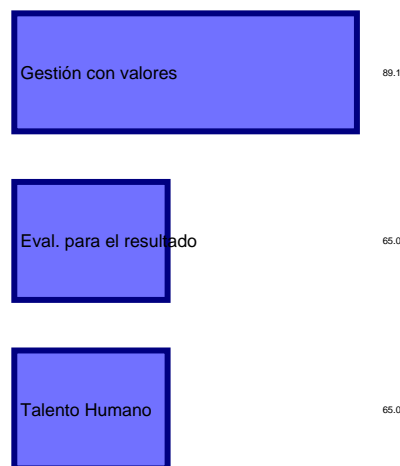 Gestión con valores
89.1
Eval. para el resultado
65.0
Talento Humano
65.0